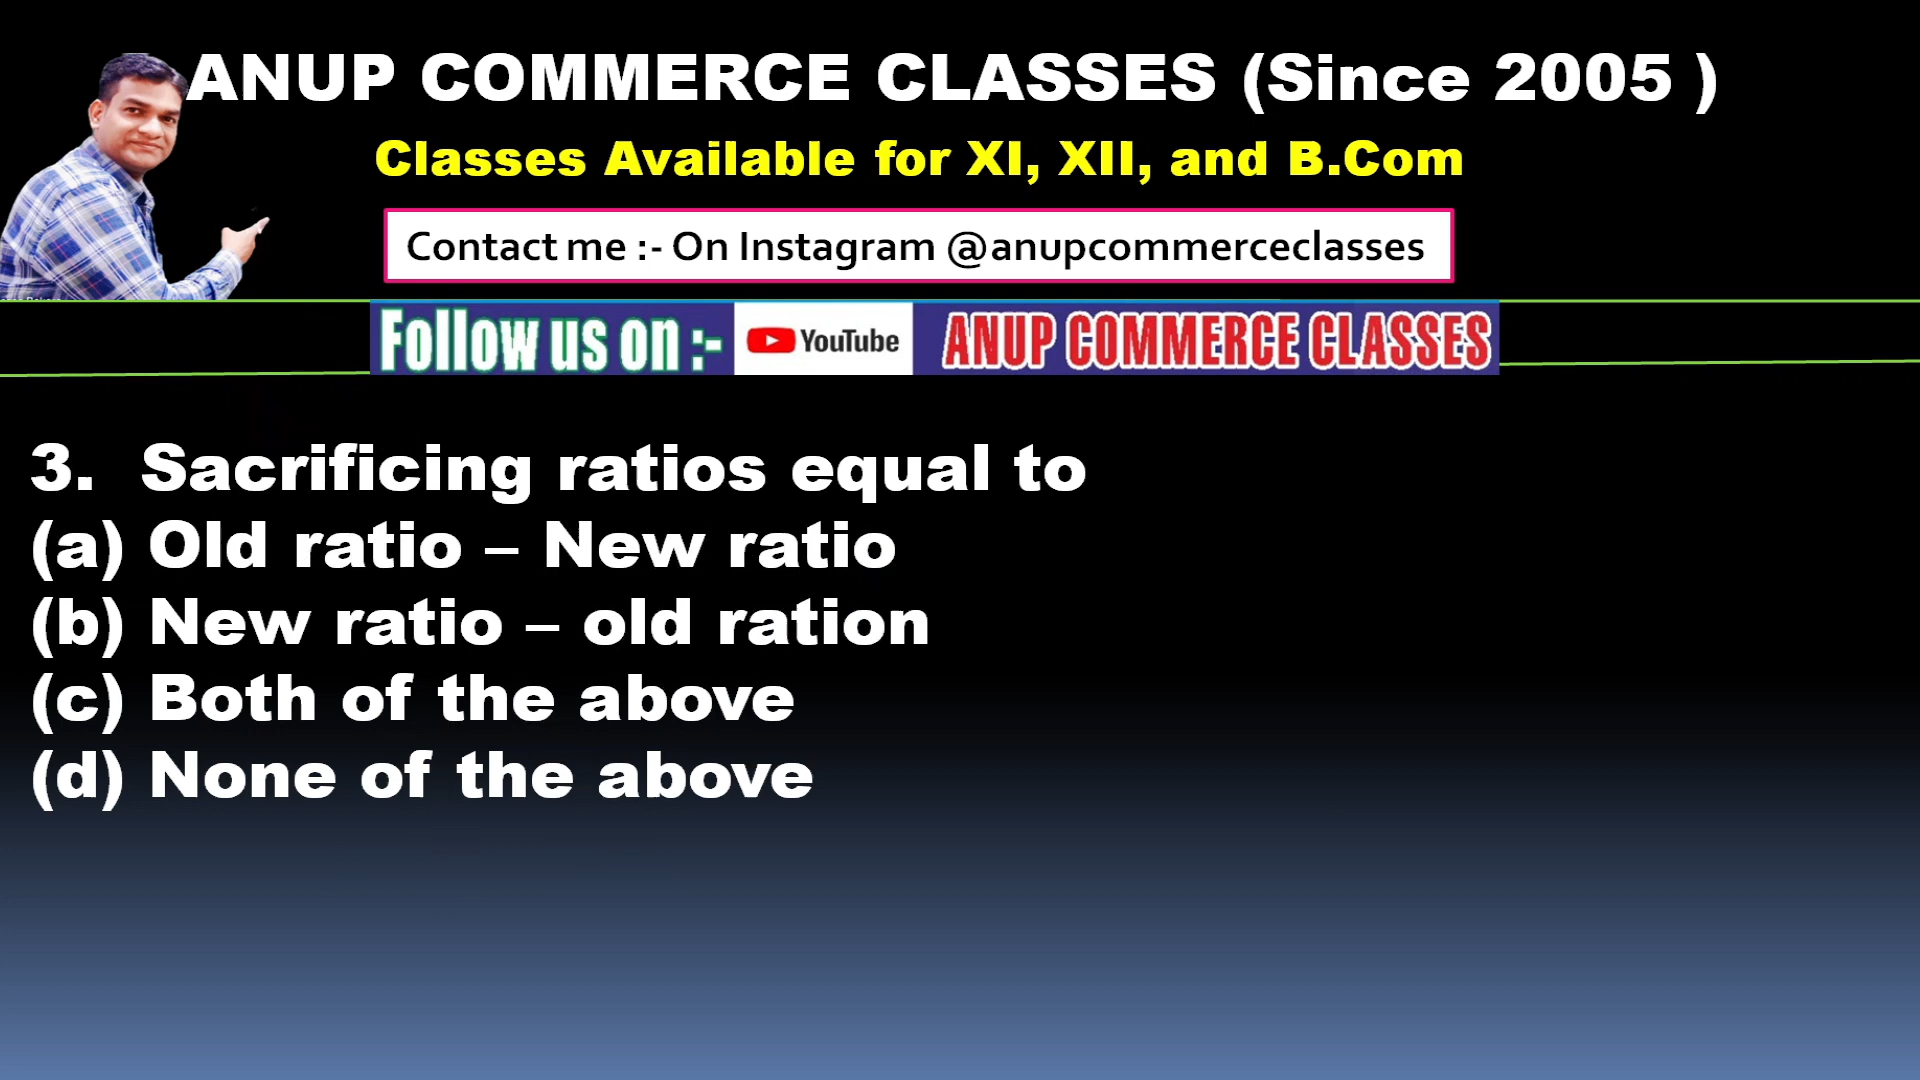 ANUP COMMERCE CLASSES (Since 2005 )
Classes Available for XI, XII, and B.Com
Contact me :- On Instagram @anupcommerceclasses
Follow us on :- YouTube ANUP COMMERCE CLASSES
3. Sacrificing ratios equal to
(a) Old ratio – New ratio
(b) New ratio – old ration
(c) Both of the above
(d) None of the above